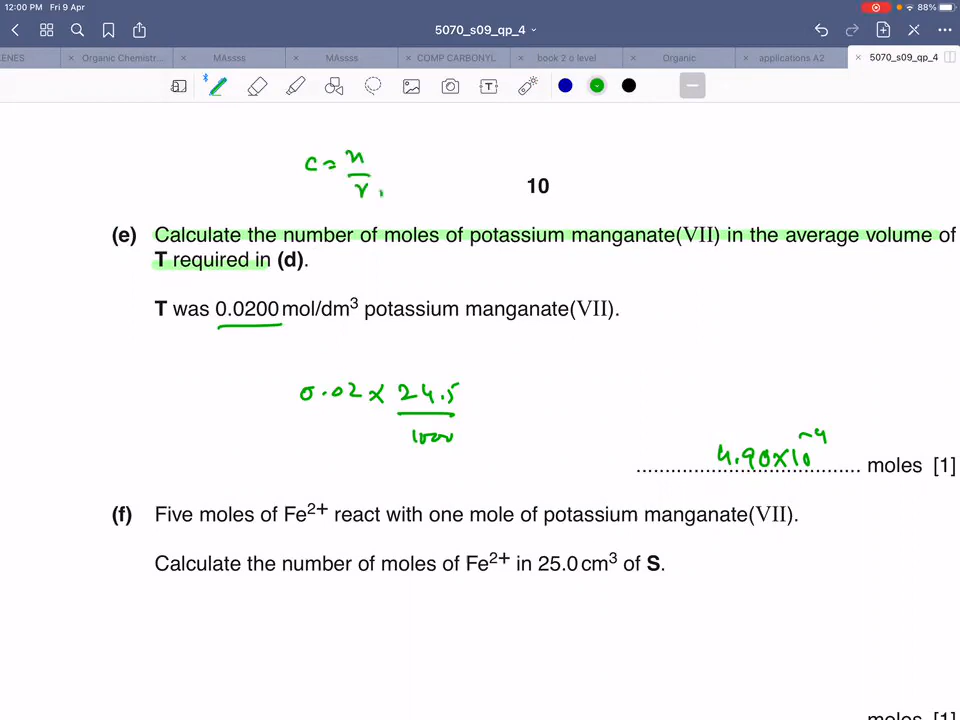 12:00 PM Fri 9 Apr
88%
5070_s09_qp_4
ENES
Organic Chemistr...
MAssss
MAssss
COMP CARBONYL
book 2 o level
Organic
applications A2
5070_s09_qp_4
c = n
v
10
(e) Calculate the number of moles of potassium manganate(VII) in the average volume of
T required in (d).
T was 0.0200 mol/dm³ potassium manganate(VII).
0.02 × 24.5
1000
4.90×10⁻⁴
........................................ moles [1]
(f) Five moles of Fe²⁺ react with one mole of potassium manganate(VII).
Calculate the number of moles of Fe²⁺ in 25.0 cm³ of S.
moles [1]